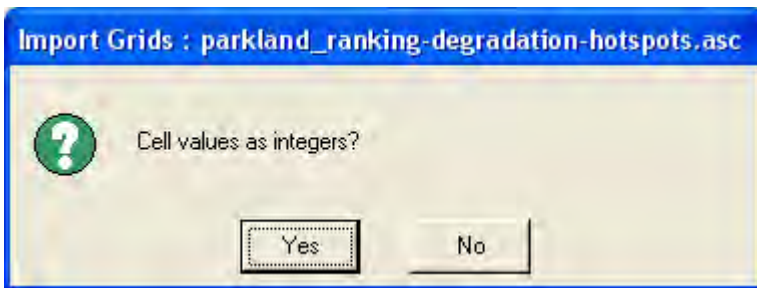 Import Grids : parkland_ranking-degradation-hotspots.asc
Cell values as integers?
Yes
No